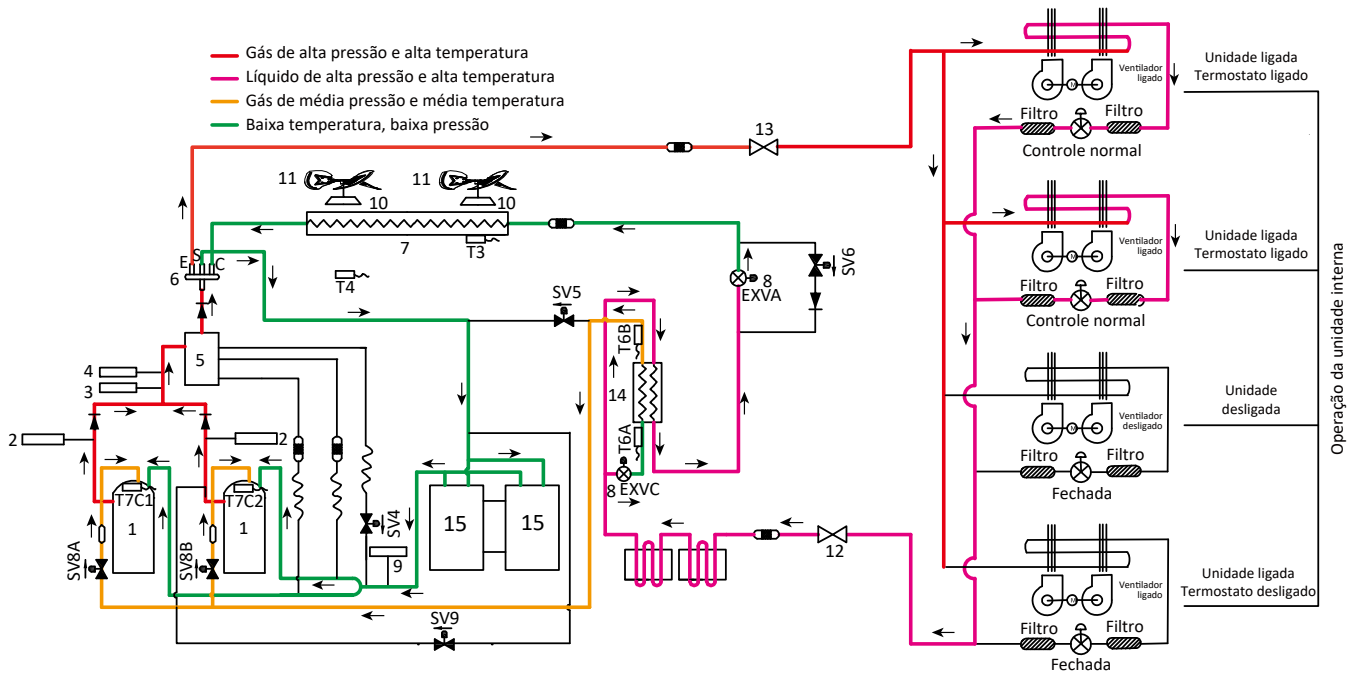 Gás de alta pressão e alta temperatura
Líquido de alta pressão e alta temperatura
Gás de média pressão e média temperatura
Baixa temperatura, baixa pressão
13
11
11
10
10
7
T3
T4
E
S
C
6
5
4
3
2
2
T7C1
T7C2
1
1
SV8A
SV8B
SV4
9
15
15
SV9
SV5
T6B
14
T6A
8
EXVC
8
EXVA
SV6
12
Ventilador
ligado
M
Filtro
Filtro
Controle normal
Unidade ligada
Termostato ligado
Ventilador
ligado
M
Filtro
Filtro
Controle normal
Unidade ligada
Termostato ligado
Ventilador
desligado
M
Filtro
Filtro
Fechada
Unidade
desligada
Ventilador
ligado
M
Filtro
Filtro
Fechada
Unidade ligada
Termostato desligado
Operação da unidade interna